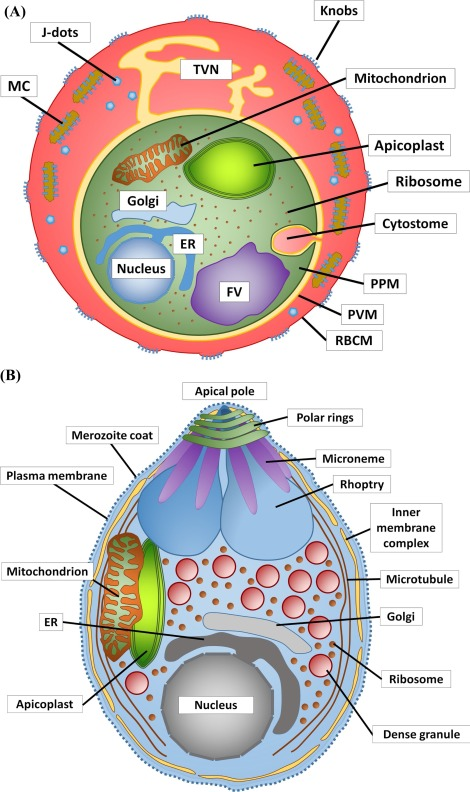 (A)
J-dots
Knobs
TVN
MC
Mitochondrion
Apicoplast
Ribosome
Golgi
Cytostome
ER
Nucleus
PPM
FV
PVM
RBCM
(B)
Apical pole
Polar rings
Merozoite coat
Microneme
Plasma membrane
Rhoptry
Inner
membrane
complex
Mitochondrion
Microtubule
ER
Golgi
Ribosome
Apicoplast
Nucleus
Dense granule